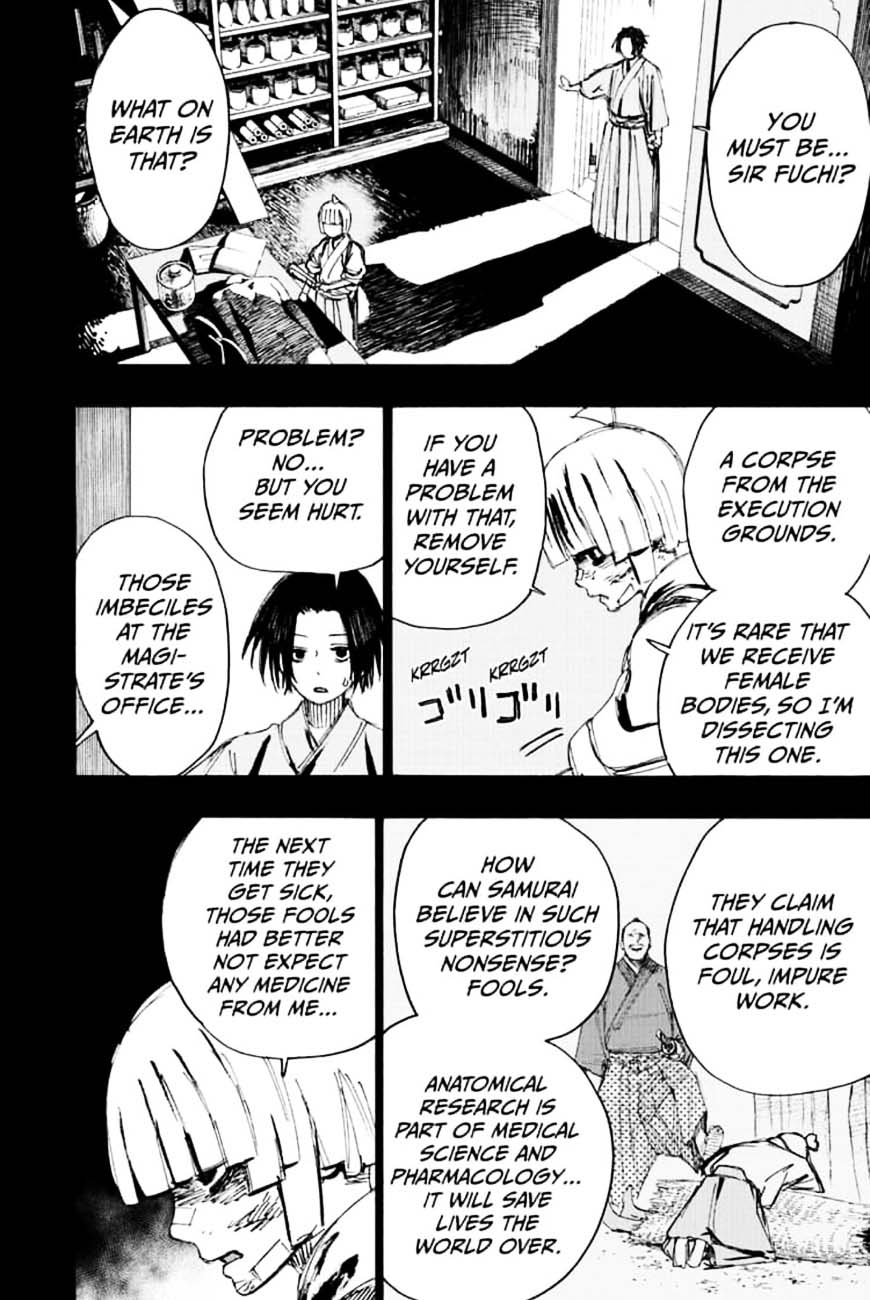 YOU
MUST BE...
SIR FUCHI?
WHAT ON
EARTH IS
THAT?
A CORPSE
FROM THE
EXECUTION
GROUNDS.
IT'S RARE THAT
WE RECEIVE
FEMALE
BODIES, SO I'M
DISSECTING
THIS ONE.
IF YOU
HAVE A
PROBLEM
WITH THAT,
REMOVE
YOURSELF.
KRRGZT
KRRGZT
ゴリゴリ
PROBLEM?
NO...
BUT YOU
SEEM HURT.
THOSE
IMBECILES
AT THE
MAGI-
STRATE'S
OFFICE...
THEY CLAIM
THAT HANDLING
CORPSES IS
FOUL, IMPURE
WORK.
HOW
CAN SAMURAI
BELIEVE IN SUCH
SUPERSTITIOUS
NONSENSE?
FOOLS.
ANATOMICAL
RESEARCH IS
PART OF MEDICAL
SCIENCE AND
PHARMACOLOGY...
IT WILL SAVE
LIVES THE
WORLD OVER.
THE NEXT
TIME THEY
GET SICK,
THOSE FOOLS
HAD BETTER
NOT EXPECT
ANY MEDICINE
FROM ME...